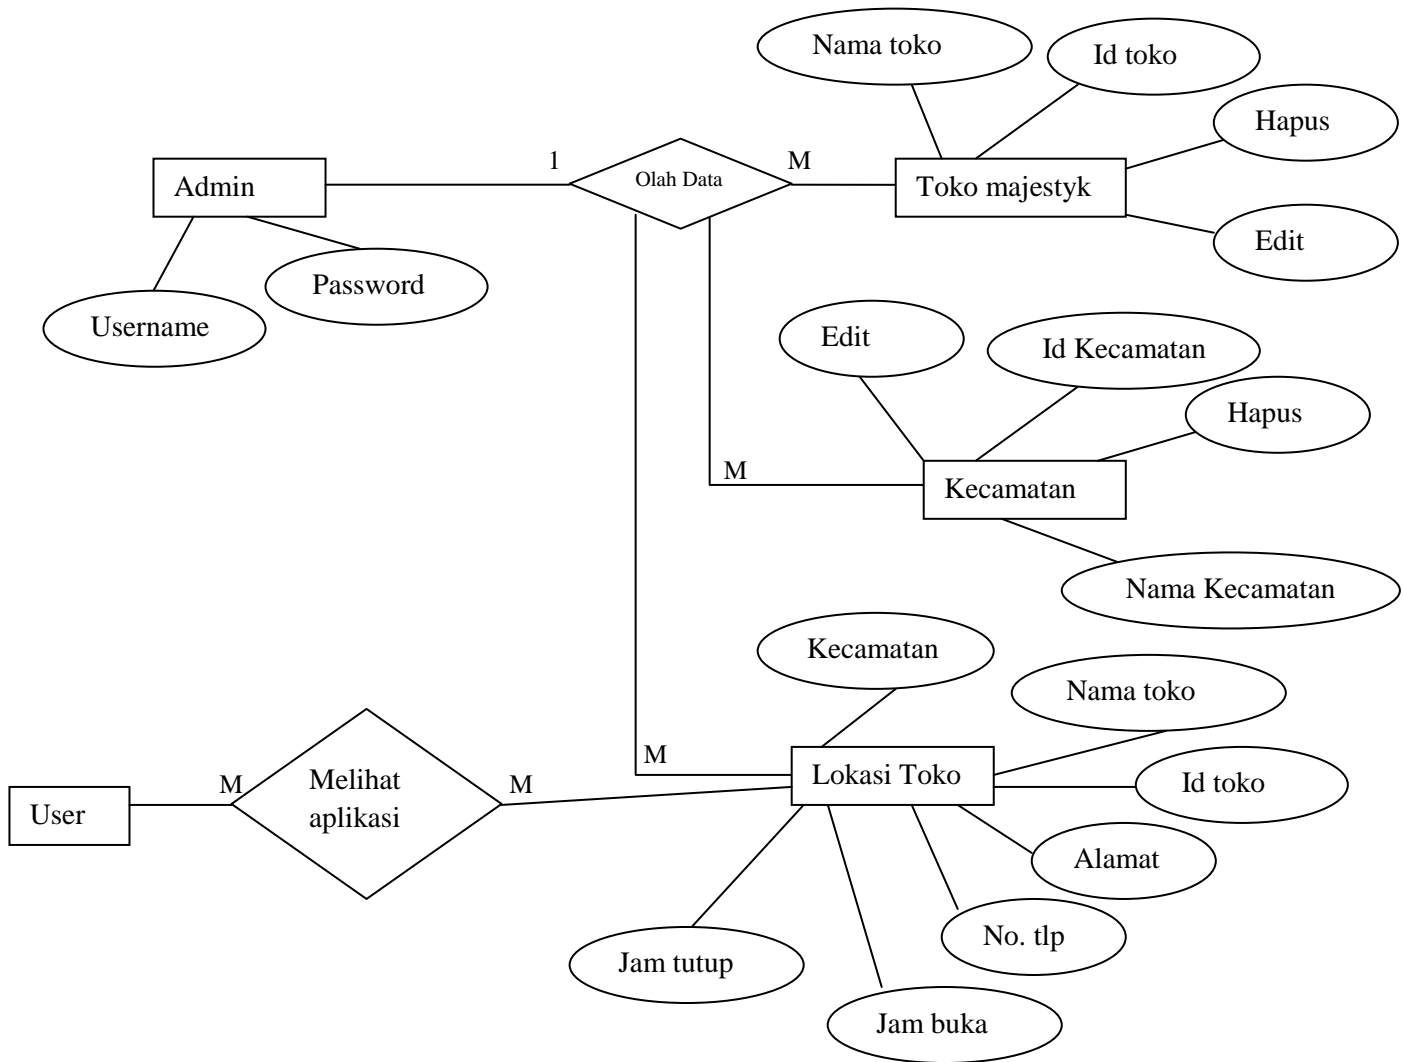 Nama toko
Id toko
Hapus
1
M
Olah Data
Admin
Toko majestyk
Edit
Password
Username
Edit
Id Kecamatan
Hapus
M
Kecamatan
Nama Kecamatan
Kecamatan
Nama toko
M
Lokasi Toko
M
Melihat
aplikasi
M
Id toko
User
Alamat
No. tlp
Jam tutup
Jam buka